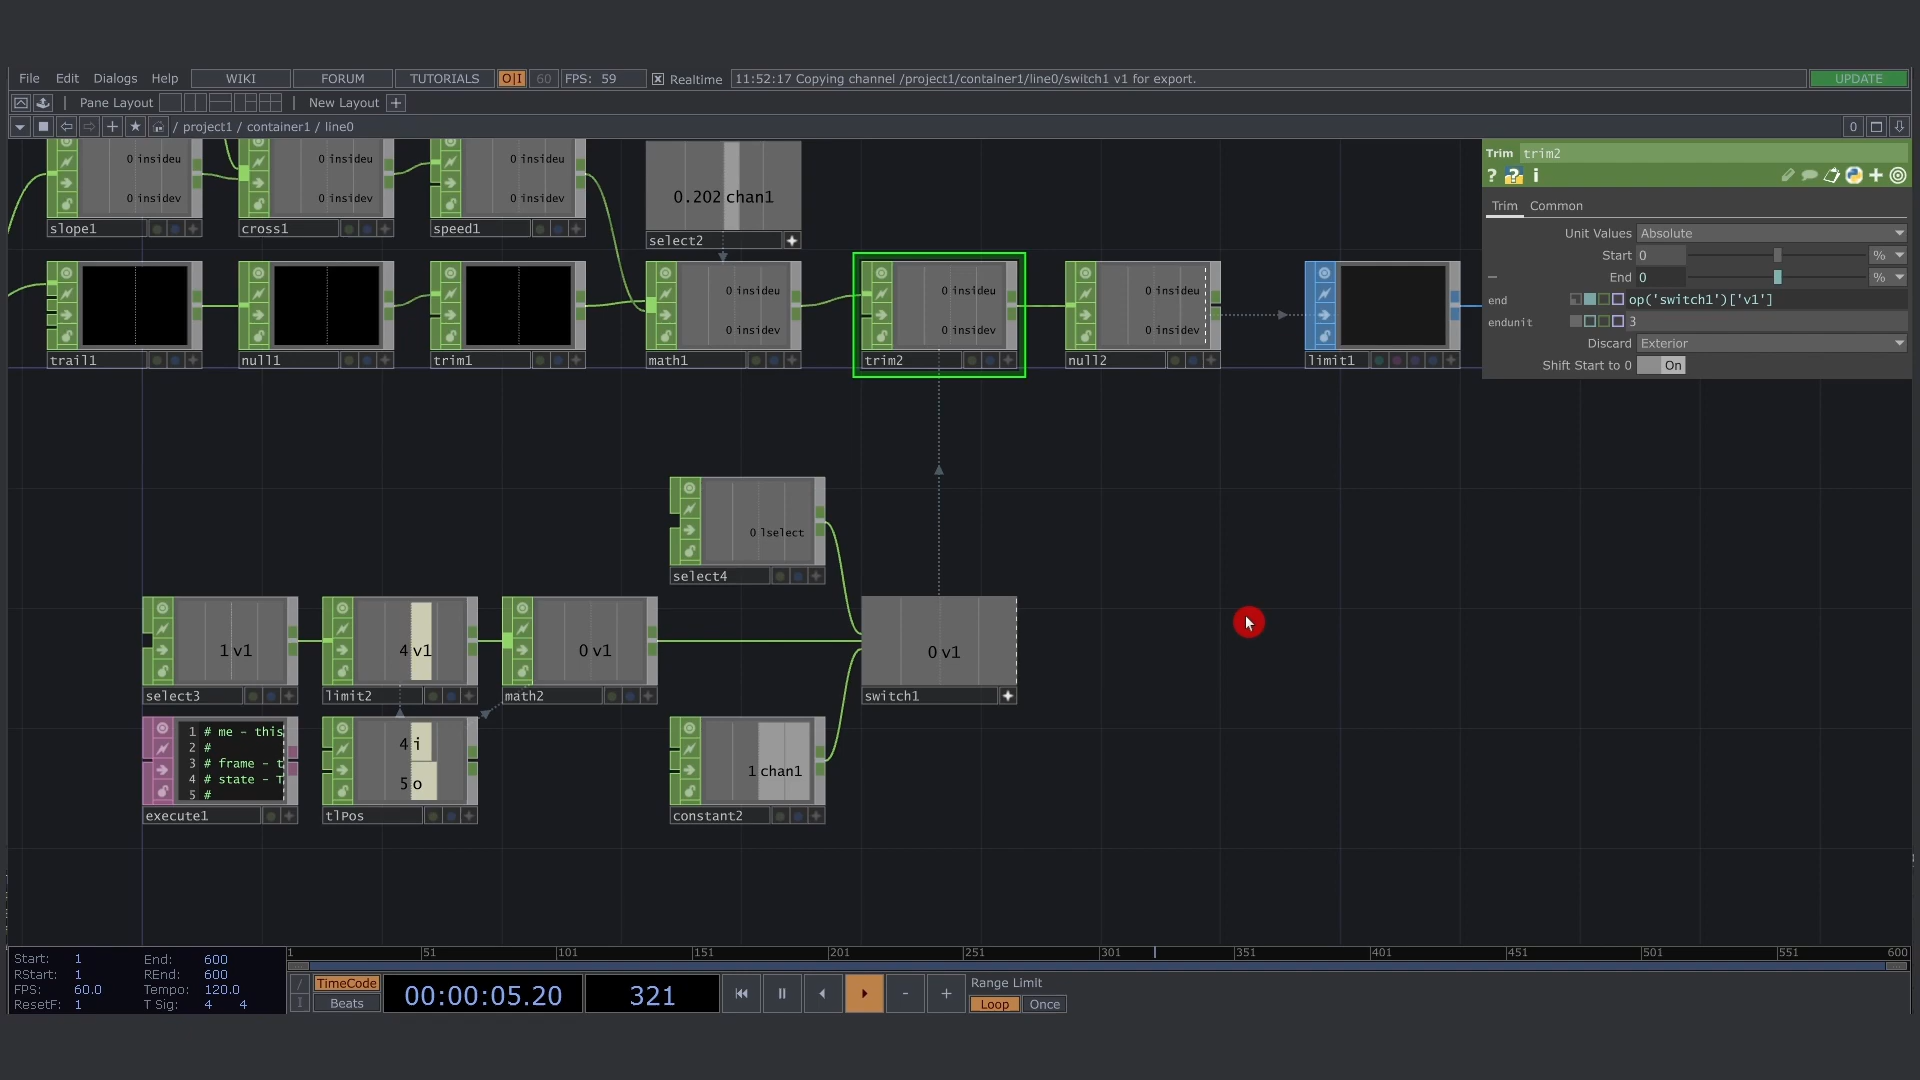 File Edit Dialogs Help WIKI FORUM TUTORIALS O|I 60 FPS: 59 Realtime 11:52:17 Copying channel /project1/container1/line0/switch1 v1 for export. UPDATE
Pane Layout New Layout +
/ project1 / container1 / line0 0
Trim trim2
? ? i
Trim Common
Unit Values Absolute
Start 0 %
End 0 %
end op('switch1')['v1']
endunit 3
Discard Exterior
Shift Start to 0 On
0 insideu 0 insideu 0 insideu
0 insidev 0 insidev 0 insidev
0.202 chan1
slope1 cross1 speed1 select2
0 insideu 0 insideu 0 insideu
0 insidev 0 insidev 0 insidev
trail1 null1 trim1 math1 trim2 null2 limit1
0 lselect
select4
1 v1 4 v1 0 v1 0 v1
select3 limit2 math2 switch1
1 # me - this
2 #
3 # frame - t
4 # state - T
5 #
4 i
5 o
1 chan1
execute1 tlPos constant2
1 51 101 151 201 251 301 351 401 451 501 551 600
Start: 1 End: 600
RStart: 1 REnd: 600
FPS: 60.0 Tempo: 120.0
ResetF: 1 T Sig: 4 4
/ TimeCode
I Beats
00:00:05.20 321 - +
Range Limit
Loop Once